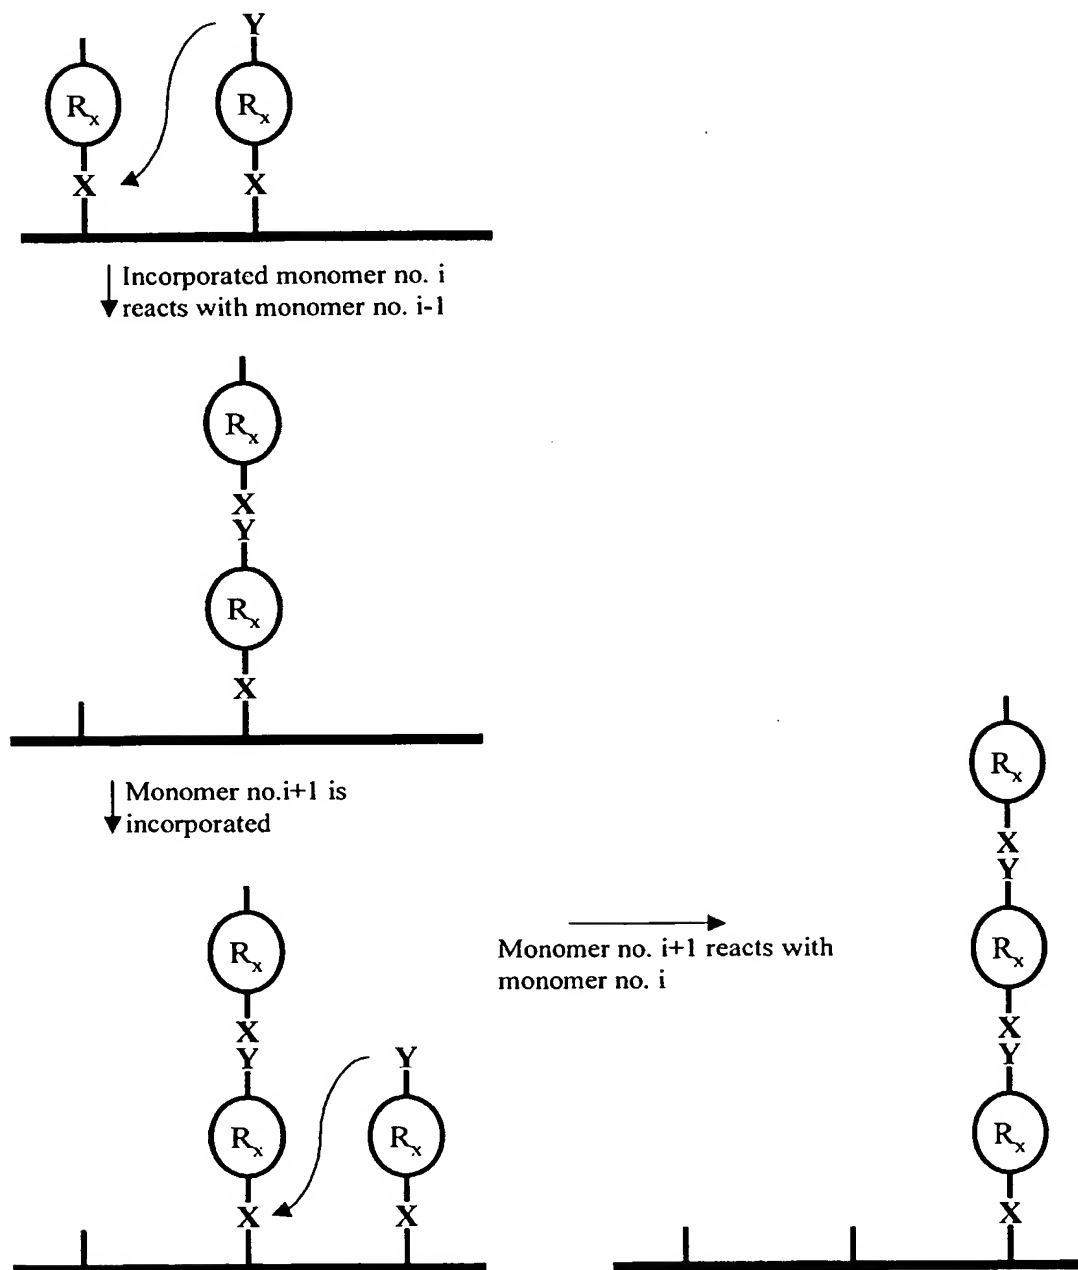 Y
Rx Rx
X X
Incorporated monomer no. i
reacts with monomer no. i-1
Rx
X
Y
Rx
X
Monomer no.i+1 is
incorporated
Rx
X
Y
Rx
X
Y
Rx
X
Monomer no. i+1 reacts with
monomer no. i
Rx
X
Y
Rx
X
Y
Rx
X